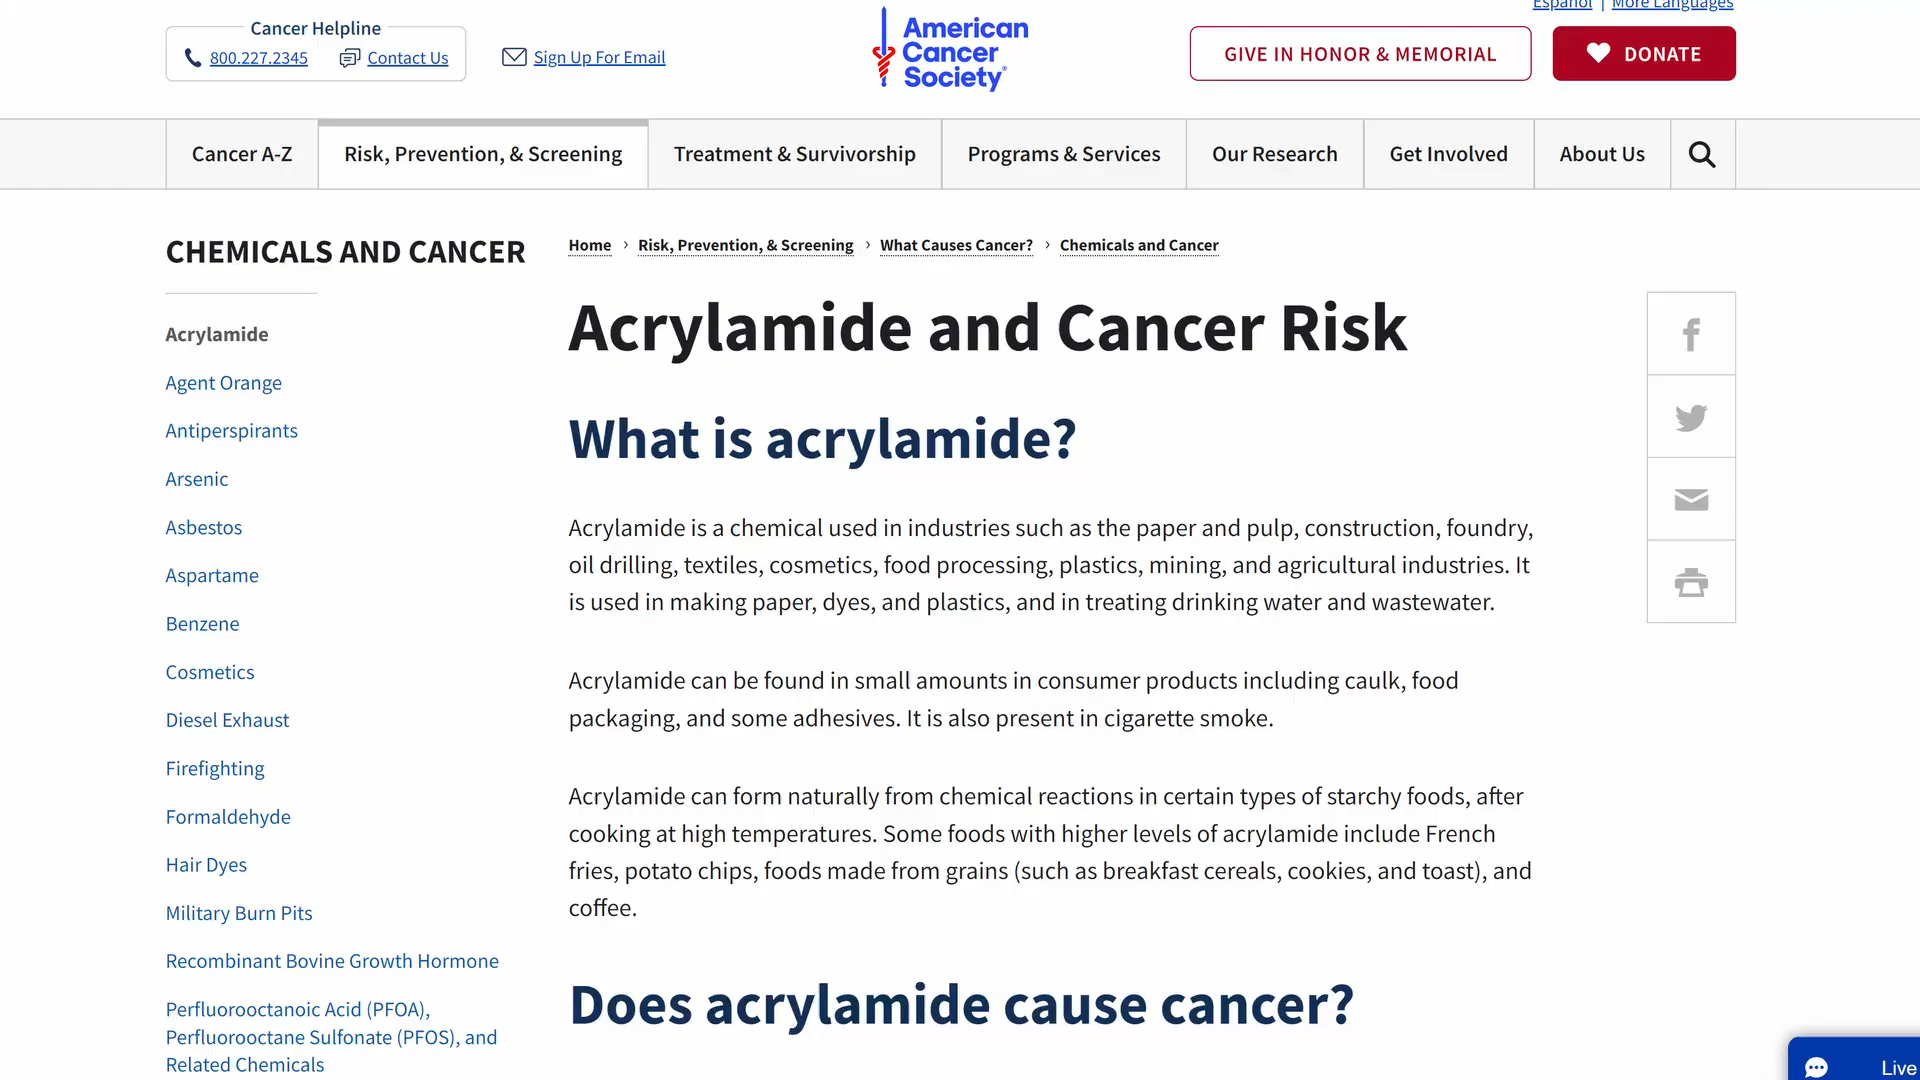 Español | More Languages
Cancer Helpline
800.227.2345 Contact Us
Sign Up For Email
American
Cancer
Society®
GIVE IN HONOR & MEMORIAL
DONATE
Cancer A-Z
Risk, Prevention, & Screening
Treatment & Survivorship
Programs & Services
Our Research
Get Involved
About Us
CHEMICALS AND CANCER
Acrylamide
Agent Orange
Antiperspirants
Arsenic
Asbestos
Aspartame
Benzene
Cosmetics
Diesel Exhaust
Firefighting
Formaldehyde
Hair Dyes
Military Burn Pits
Recombinant Bovine Growth Hormone
Perfluorooctanoic Acid (PFOA),
Perfluorooctane Sulfonate (PFOS), and
Related Chemicals
Home › Risk, Prevention, & Screening › What Causes Cancer? › Chemicals and Cancer
Acrylamide and Cancer Risk
What is acrylamide?
Acrylamide is a chemical used in industries such as the paper and pulp, construction, foundry,
oil drilling, textiles, cosmetics, food processing, plastics, mining, and agricultural industries. It
is used in making paper, dyes, and plastics, and in treating drinking water and wastewater.
Acrylamide can be found in small amounts in consumer products including caulk, food
packaging, and some adhesives. It is also present in cigarette smoke.
Acrylamide can form naturally from chemical reactions in certain types of starchy foods, after
cooking at high temperatures. Some foods with higher levels of acrylamide include French
fries, potato chips, foods made from grains (such as breakfast cereals, cookies, and toast), and
coffee.
Does acrylamide cause cancer?
Live